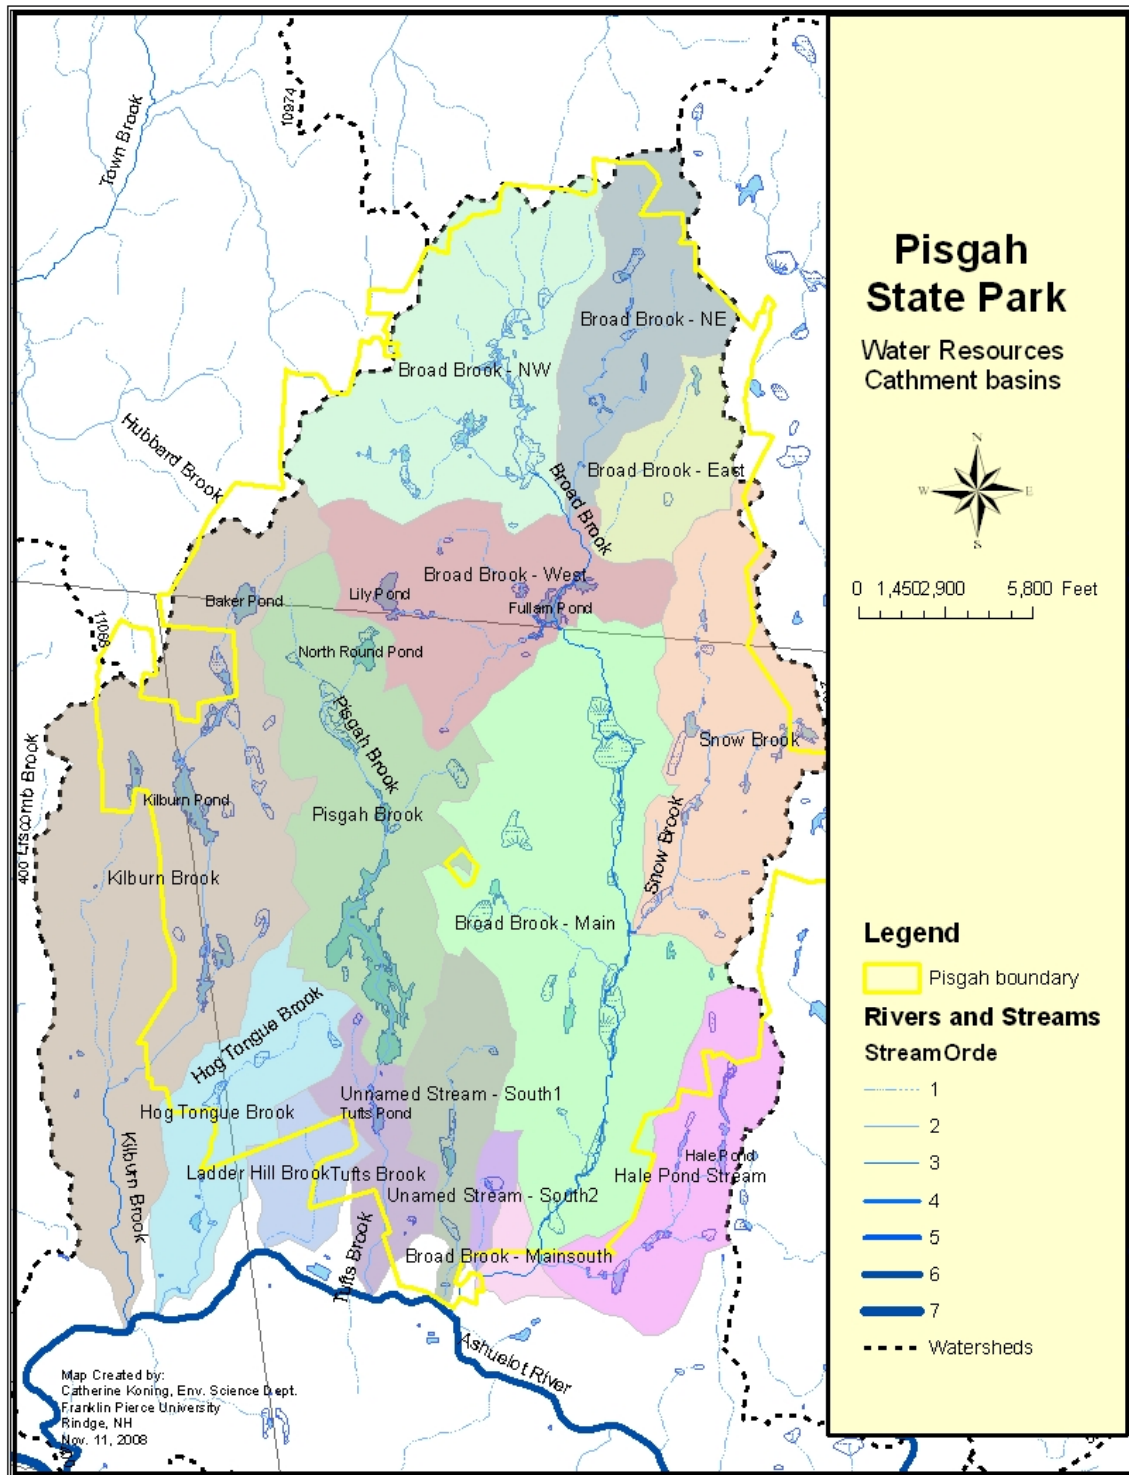 Pisgah
State Park
Water Resources
Cathment basins
N
W
E
S
0 1,4502,900 5,800 Feet
Legend
Pisgah boundary
Rivers and Streams
StreamOrde
1
2
3
4
5
6
7
Watersheds
Town Brook
10974
Broad Brook - NE
Broad Brook - NW
Hubbard Brook
Broad Brook - East
Broad Brook
Broad Brook - West
Baker Pond
Lily Pond
Fullam Pond
11068
North Round Pond
Pisgah Brook
Snow Brook
400 Liscomb Brook
Kilburn Pond
Pisgah Brook
Snow Brook
Kilburn Brook
Broad Brook - Main
Hog Tongue Brook
Unnamed Stream - South1
Hog Tongue Brook
Tufts Pond
Kilburn Brook
Ladder Hill Brook
Tufts Brook
Hale Pond
Hale Pond Stream
Unamed Stream - South2
Tufts Brook
Broad Brook - Mainsouth
Ashuelot River
Map Created by:
Catherine Koning, Env. Science Dept.
Franklin Pierce University
Rindge, NH
Nov. 11, 2008